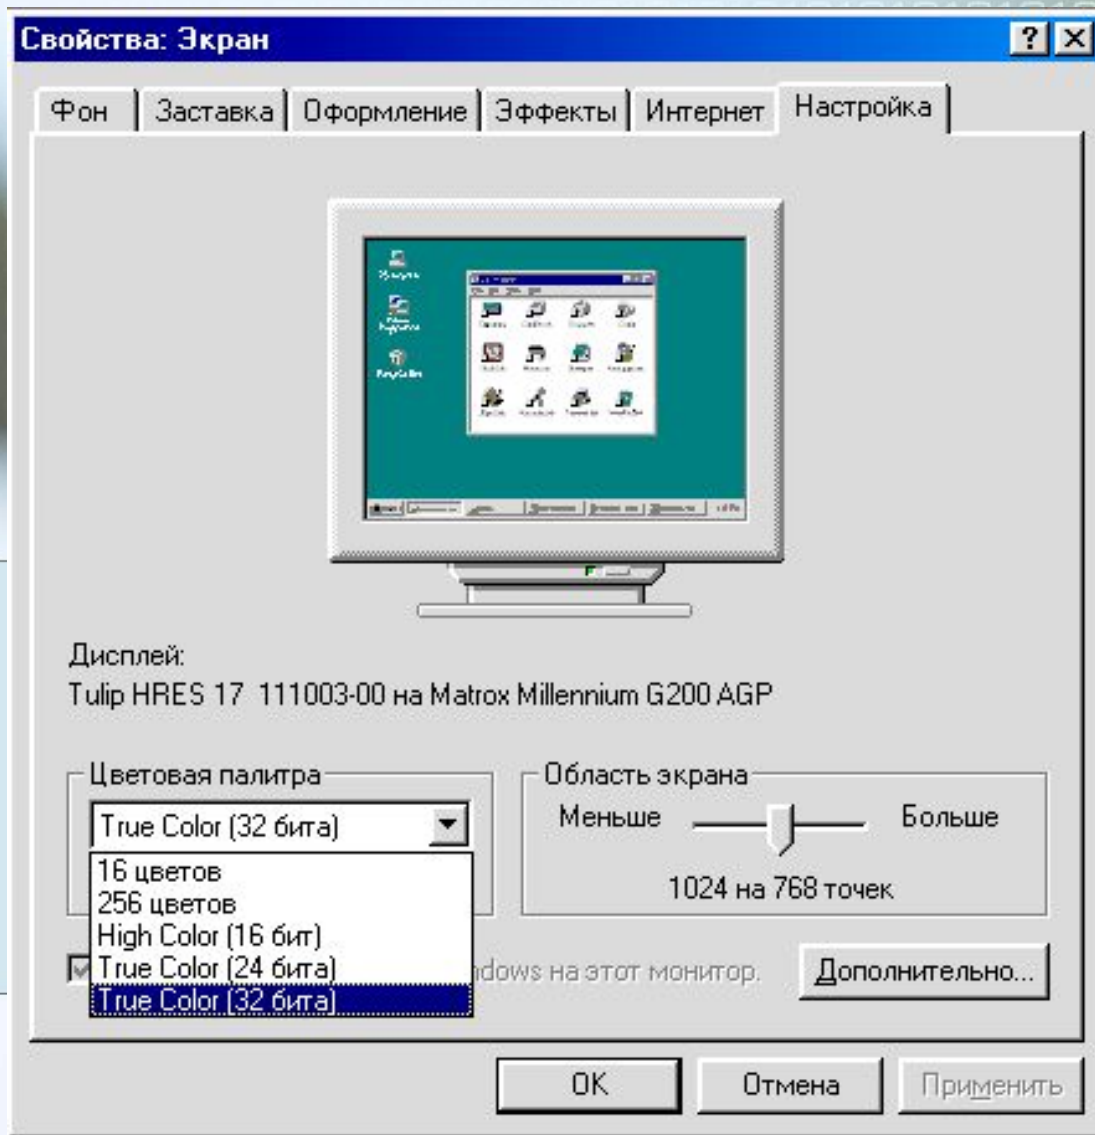 Свойства: Экран
Фон Заставка Оформление Эффекты Интернет Настройка
Дисплей:
Tulip HRES 17 111003-00 на Matrox Millennium G200 AGP
Цветовая палитра
Область экрана
True Color (32 бита)
Меньше Больше
16 цветов
256 цветов
1024 на 768 точек
High Color (16 бит)
True Color (24 бита)
ndows на этот монитор.
Дополнительно...
True Color (32 бита)
OK Отмена Применить